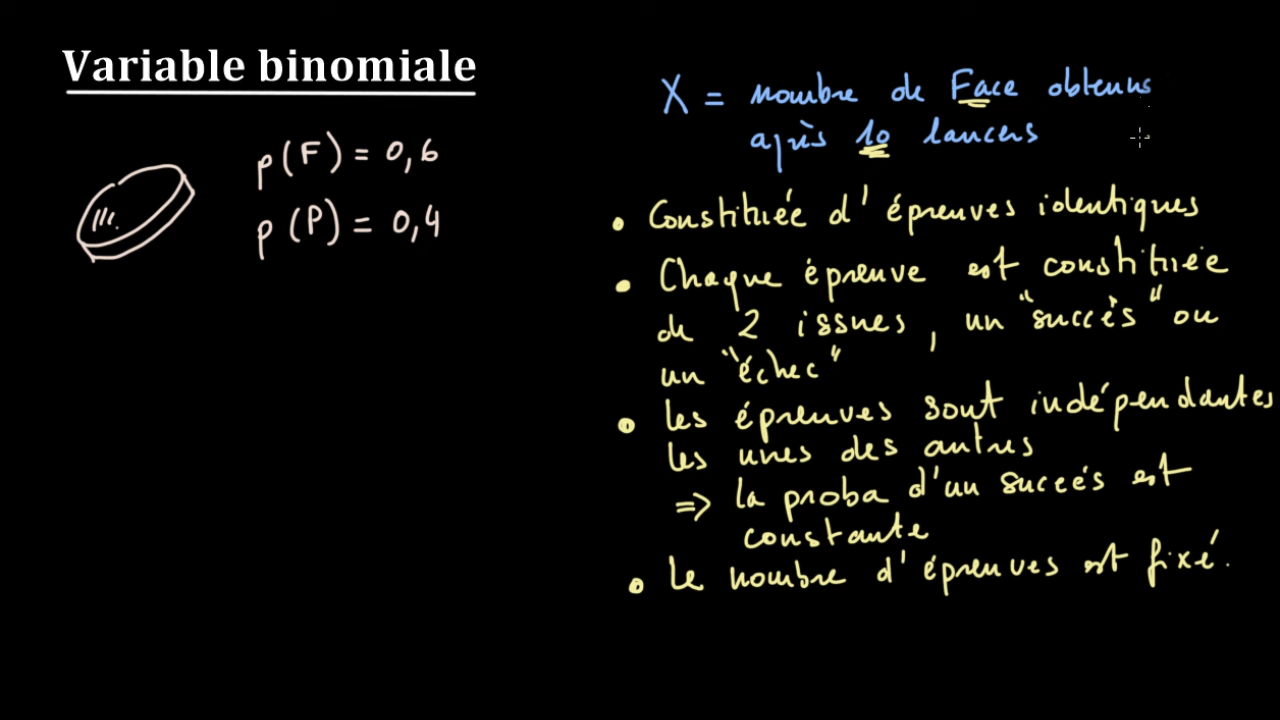 Variable binomiale
p(F) = 0,6
p(P) = 0,4
X = nombre de Face obtenus
après 10 lancers
• Constituée d'épreuves identiques
• Chaque épreuve est constituée
de 2 issues, un "succès" ou
un "échec"
• les épreuves sont indépendantes
les unes des autres
=> la proba d'un succés est
constante
• Le nombre d'épreuves est fixé.